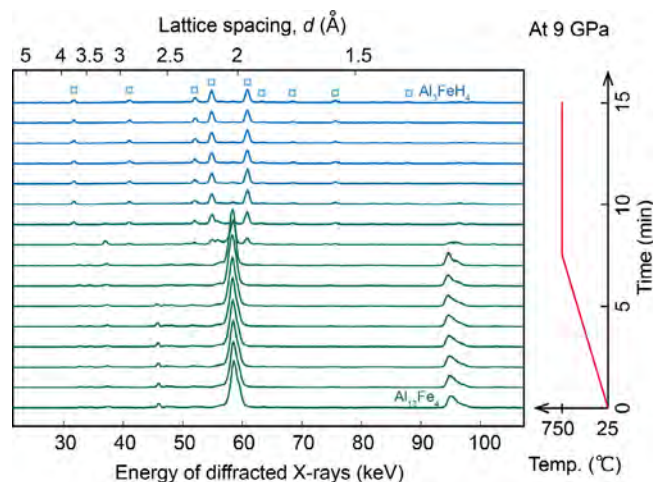 Lattice spacing, d (Å)
At 9 GPa
5 4 3.5 3 2.5 2 1.5
Al₃FeH₄
15
10
5
0
Time (min)
Al₁₃Fe₄
30 40 50 60 70 80 90 100
750 25
Energy of diffracted X-rays (keV)
Temp. (℃)